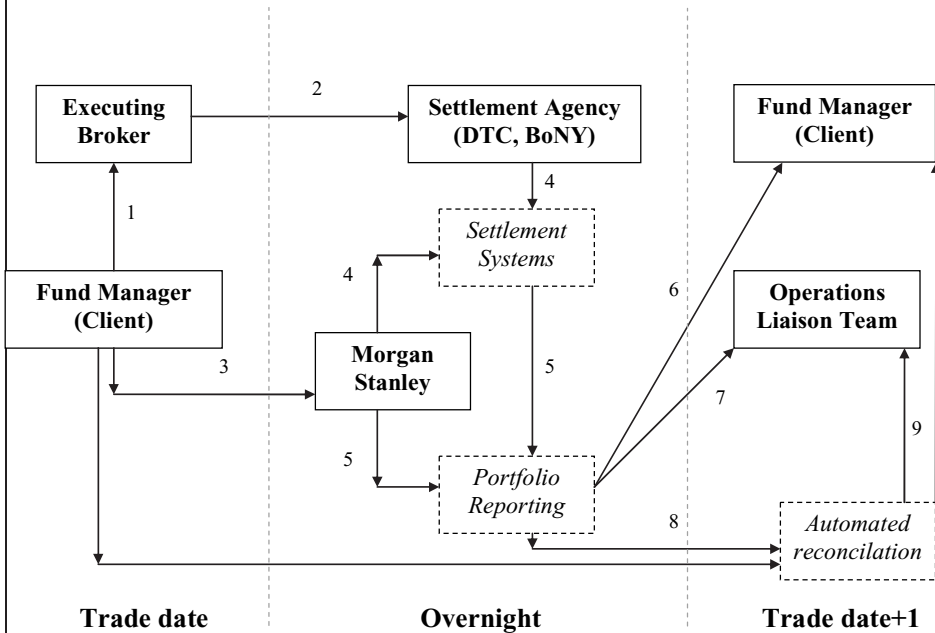 Executing
Broker
2
Settlement Agency
(DTC, BoNY)
Fund Manager
(Client)
4
1
Settlement
Systems
4
6
Fund Manager
(Client)
Operations
Liaison Team
3
Morgan
Stanley
5
7
9
5
Portfolio
Reporting
8
Automated
reconcilation
Trade date
Overnight
Trade date+1